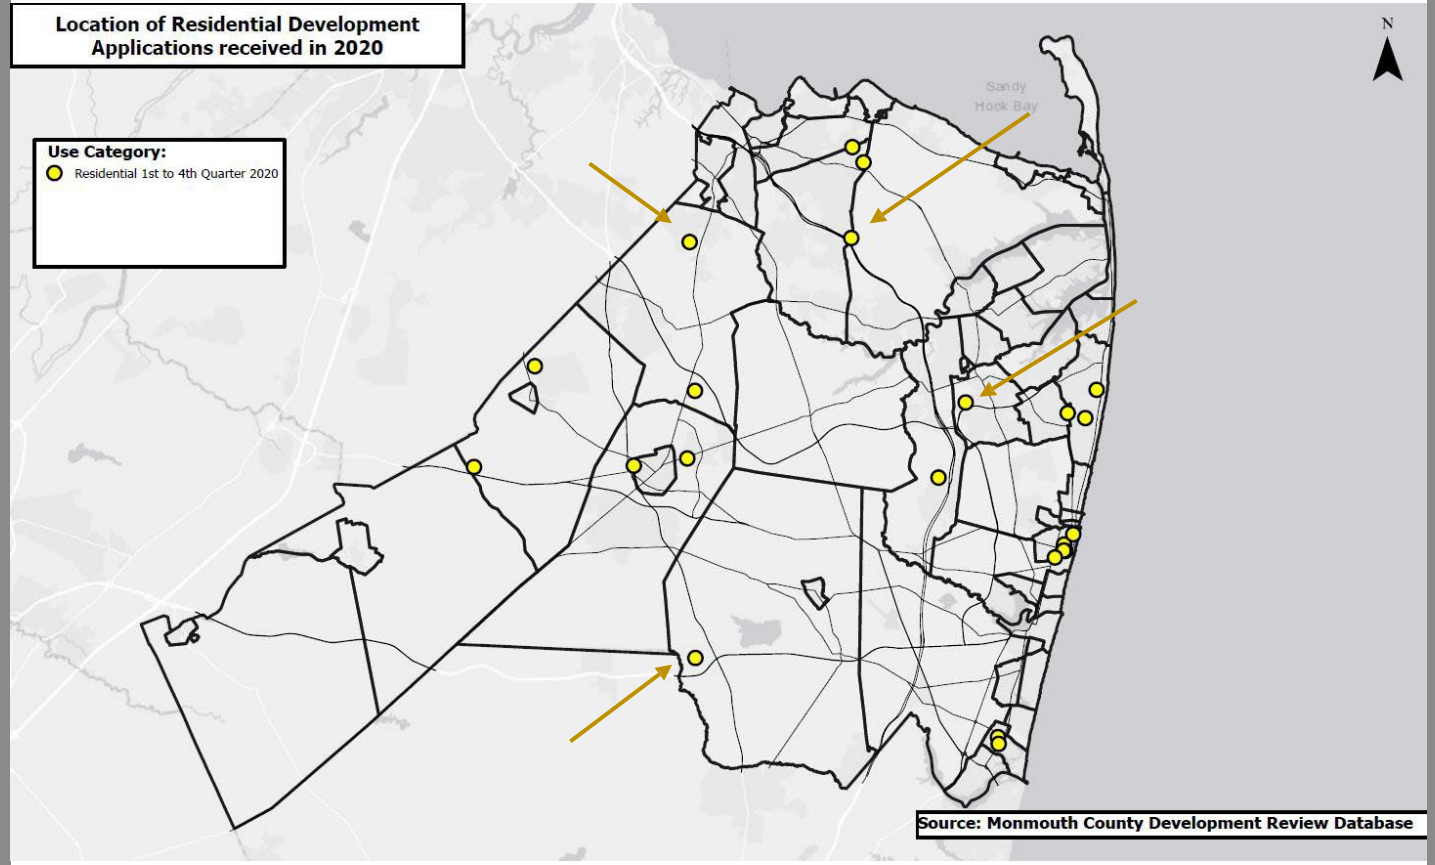 Location of Residential Development
Applications received in 2020
N
Sandy
Hook Bay
Use Category:
Residential 1st to 4th Quarter 2020
Source: Monmouth County Development Review Database